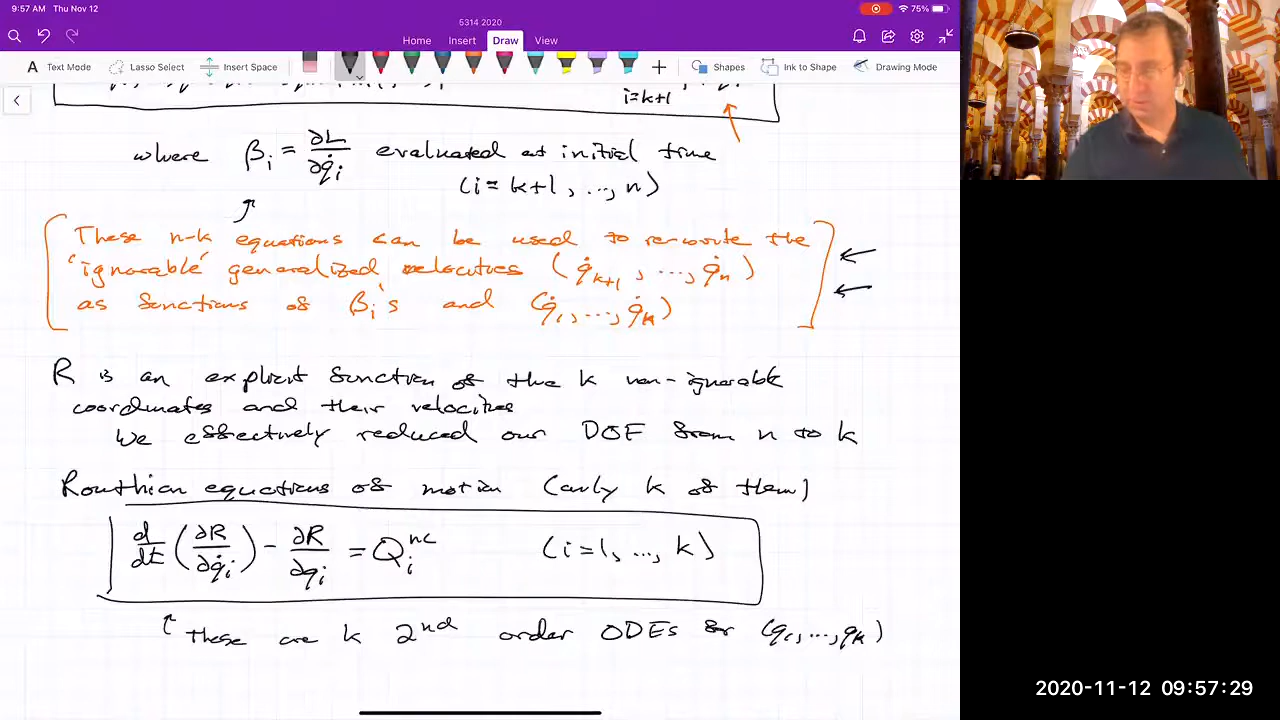 9:57 AM Thu Nov 12
75%
5314 2020
Home Insert Draw View
Text Mode Lasso Select Insert Space Shapes Ink to Shape Drawing Mode
i=k+1
where βᵢ = ∂L/∂q̇ᵢ evaluated at initial time
(i = k+1, ..., n)
These n-k equations can be used to rewrite the
"ignorable" generalized velocities (q̇ₖ₊₁, ..., q̇ₙ)
as functions of βᵢ's and (q̇₁, ..., q̇ₖ)
R is an explicit function of the k non-ignorable
coordinates and their velocities
We effectively reduced our DOF from n to k
Routhian equations of motion (only k of them)
d/dt (∂R/∂q̇ᵢ) - ∂R/∂qᵢ = Qᵢⁿᶜ (i=1, ..., k)
These are k 2nd order ODEs for (q₁, ..., qₖ)
2020-11-12 09:57:29